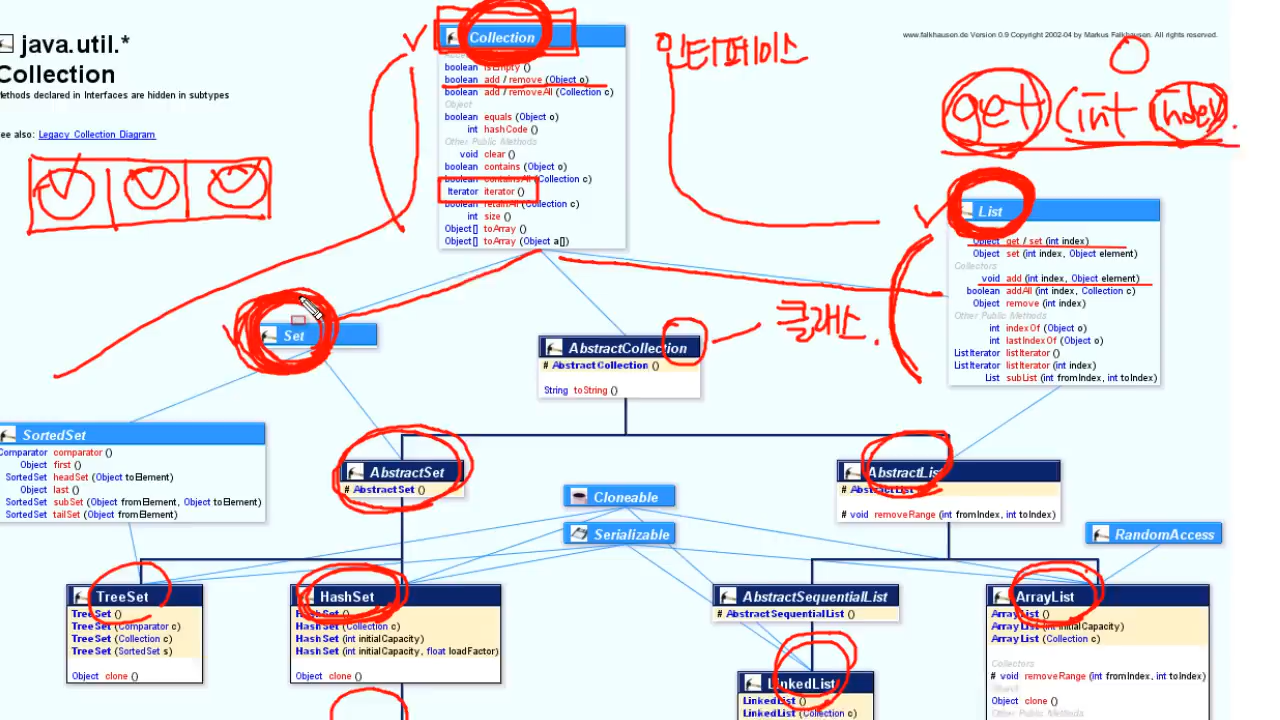 java.util.*
Collection
Methods declared in Interfaces are hidden in subtypes
See also: Legacy Collection Diagram
www.falkhausen.de Version 0.9 Copyright 2002-04 by Markus Falkhausen. All rights reserved.
Collection
boolean isEmpty ()
boolean add / remove (Object o)
boolean add / removeAll (Collection c)
Object
boolean equals (Object o)
int hashCode ()
Other Public Methods
void clear ()
boolean contains (Object o)
boolean containsAll (Collection c)
Iterator iterator ()
boolean retainAll (Collection c)
int size ()
Object[] toArray ()
Object[] toArray (Object a[])
인터페이스
get (int index)
List
Object get / set (int index)
Object set (int index, Object element)
Collectors
void add (int index, Object element)
boolean addAll (int index, Collection c)
Object remove (int index)
Other Public Methods
int indexOf (Object o)
int lastIndexOf (Object o)
ListIterator listIterator ()
ListIterator listIterator (int index)
List subList (int fromIndex, int toIndex)
Set
AbstractCollection
# AbstractCollection ()
String toString ()
클래스.
SortedSet
Comparator comparator ()
Object first ()
SortedSet headSet (Object toElement)
Object last ()
SortedSet subSet (Object fromElement, Object toElement)
SortedSet tailSet (Object fromElement)
AbstractSet
# AbstractSet ()
Cloneable
Serializable
AbstractList
# AbstractList
# void removeRange (int fromIndex, int toIndex)
RandomAccess
TreeSet
TreeSet ()
TreeSet (Comparator c)
TreeSet (Collection c)
TreeSet (SortedSet s)
Object clone ()
HashSet
HashSet ()
HashSet (Collection c)
HashSet (int initialCapacity)
HashSet (int initialCapacity, float loadFactor)
Object clone ()
AbstractSequentialList
# AbstractSequentialList ()
LinkedList
LinkedList ()
LinkedList (Collection c)
ArrayList
ArrayList ()
ArrayList (int initialCapacity)
ArrayList (Collection c)
Collectors
# void removeRange (int fromIndex, int toIndex)
Object clone ()
Other Public Methods